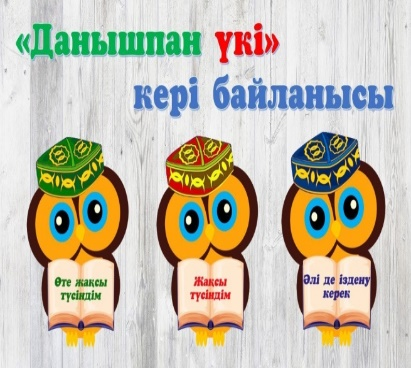 «Данышпан үкі»
кері байланысы
Өте жақсы
түсіндім
Жақсы
түсіндім
Әлі де іздену
керек